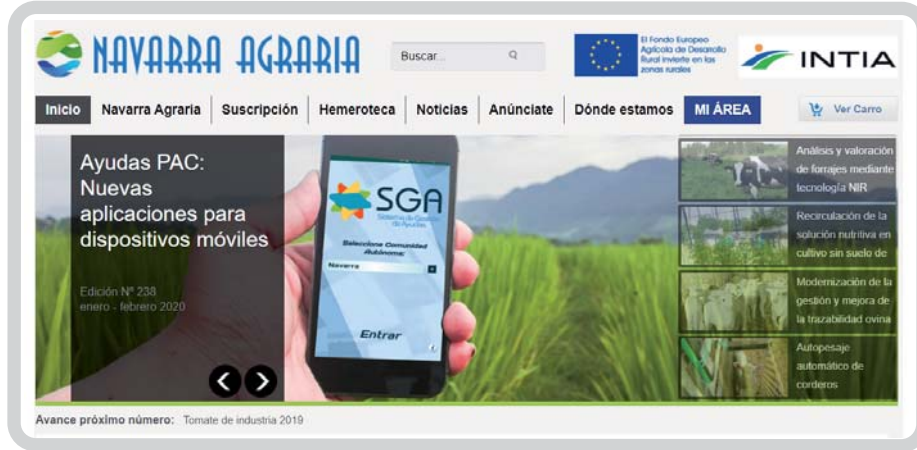 NAVARRA AGRARIA
Buscar...
El Fondo Europeo
Agrícola de Desarrollo
Rural invierte en las
zonas rurales
INTIA
Inicio
Navarra Agraria
Suscripción
Hemeroteca
Noticias
Anúnciate
Dónde estamos
MI ÁREA
Ver Carro
Ayudas PAC:
Nuevas
aplicaciones para
dispositivos móviles
Edición Nº 238
enero - febrero 2020
SGA
Sistema de Gestión
de Ayudas
Seleccione Comunidad
Autónoma:
Navarra
Entrar
Análisis y valoración
de forrajes mediante
tecnología NIR
Recirculación de la
solución nutritiva en
cultivo sin suelo de
Modernización de la
gestión y mejora de
la trazabilidad ovina
Autopesaje
automático de
corderos
Avance próximo número: Tomate de industria 2019